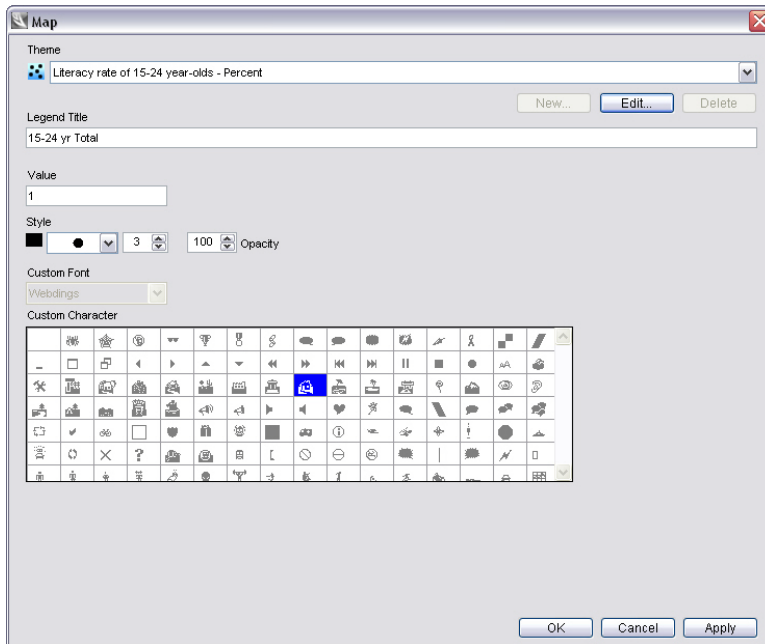 Map
Theme
Literacy rate of 15-24 year-olds - Percent
New... Edit... Delete
Legend Title
15-24 yr Total
Value
1
Style
3 100 Opacity
Custom Font
Webdings
Custom Character
OK Cancel Apply